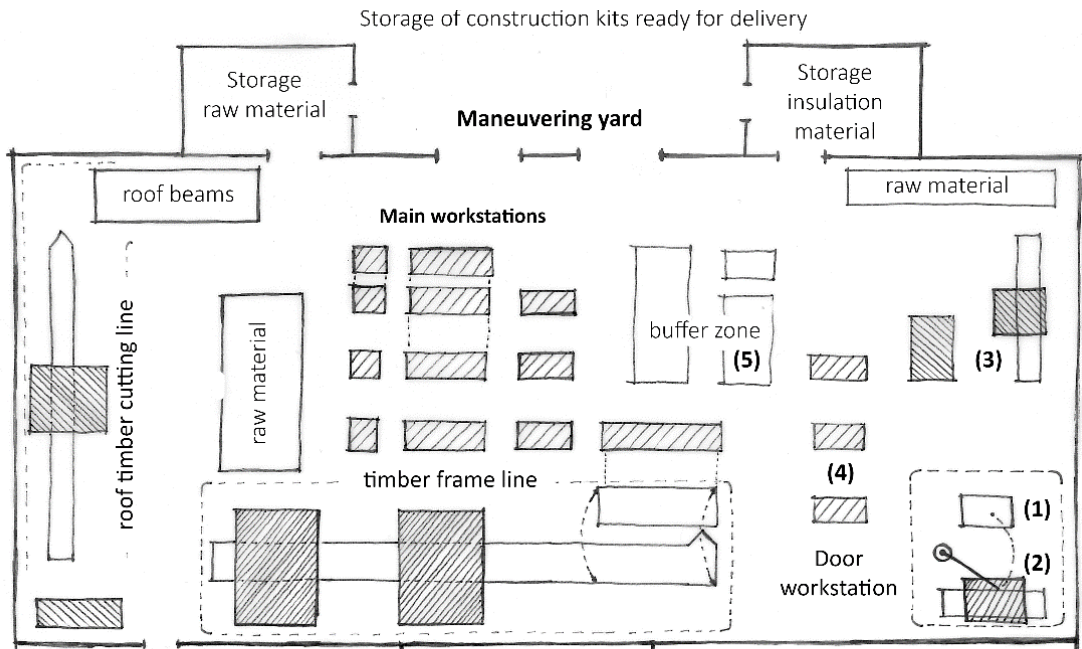 Storage of construction kits ready for delivery
Storage
raw material
Maneuvering yard
Storage
insulation
material
roof beams
raw material
Main workstations
roof timber cutting line
raw material
buffer zone
(5)
(3)
timber frame line
(4)
(1)
(2)
Door
workstation